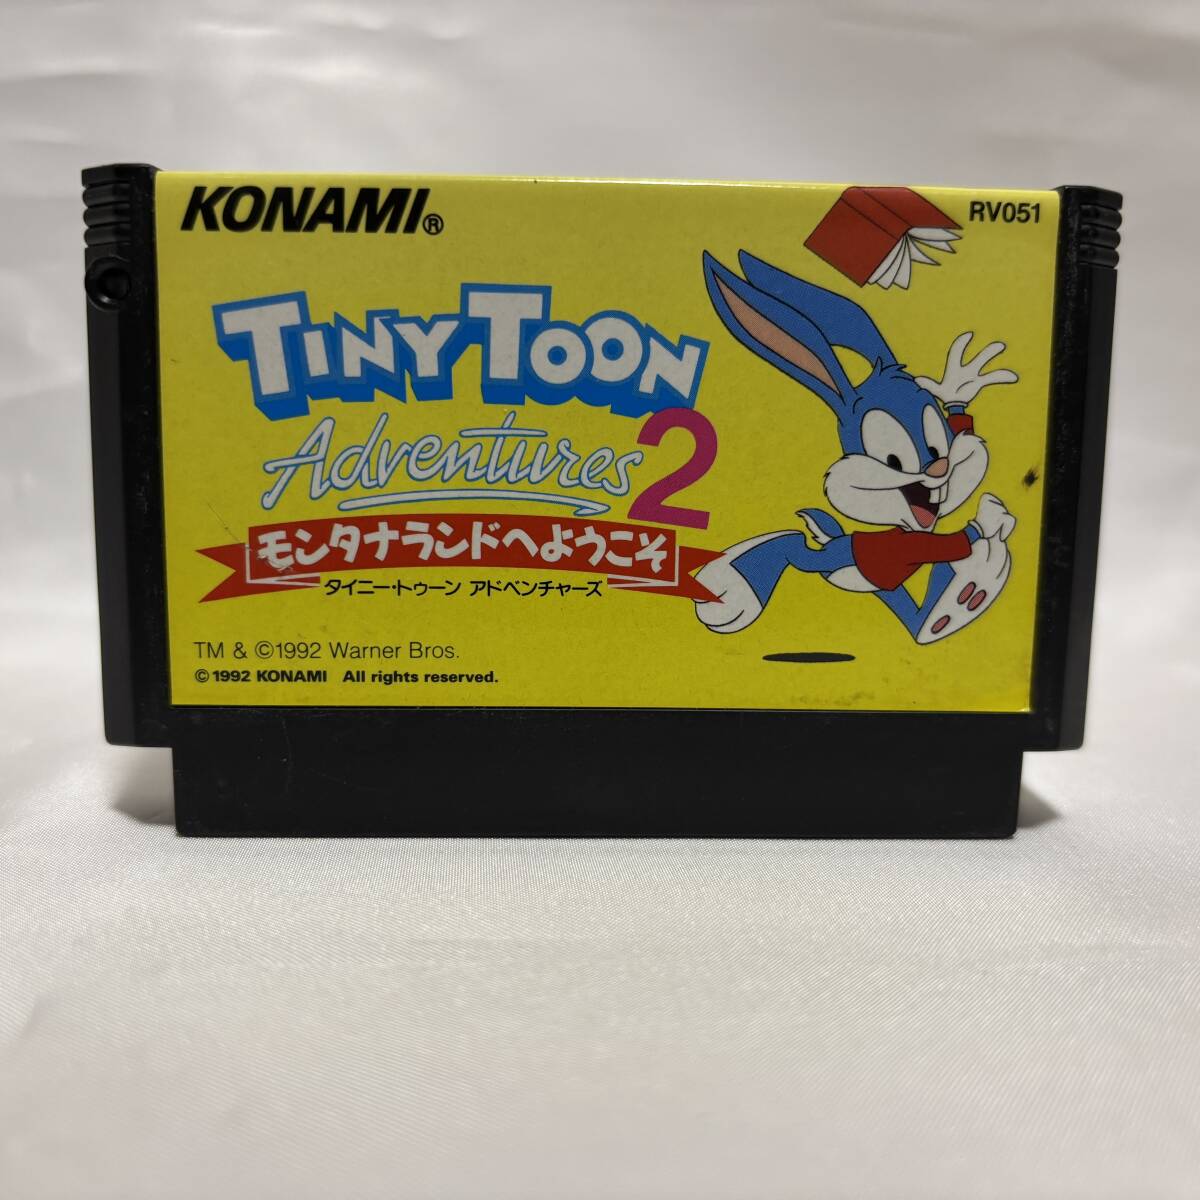 KONAMI®
RV051
TINY TOON
Adventures 2
モンタナランドへようこそ
タイニー・トゥーン アドベンチャーズ
TM & ©1992 Warner Bros.
©1992 KONAMI All rights reserved.